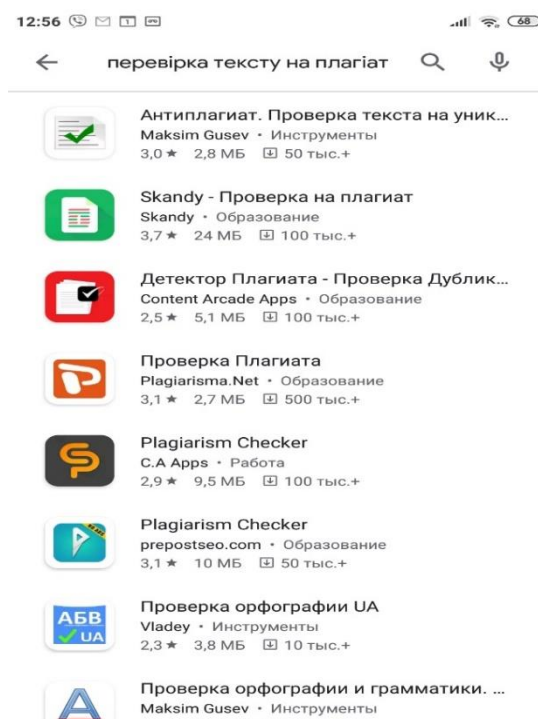 12:56
68
перевірка тексту на плагіат
Антиплагиат. Проверка текста на уник...
Maksim Gusev • Инструменты
3,0 ★ 2,8 МБ 50 тыс.+
Skandy - Проверка на плагиат
Skandy • Образование
3,7 ★ 24 МБ 100 тыс.+
Детектор Плагиата - Проверка Дублик...
Content Arcade Apps • Образование
2,5 ★ 5,1 МБ 100 тыс.+
Проверка Плагиата
Plagiarisma.Net • Образование
3,1 ★ 2,7 МБ 500 тыс.+
Plagiarism Checker
C.A Apps • Работа
2,9 ★ 9,5 МБ 100 тыс.+
Plagiarism Checker
prepostseo.com • Образование
3,1 ★ 10 МБ 50 тыс.+
АБВ
UA
Проверка орфографии UA
Vladey • Инструменты
2,3 ★ 3,8 МБ 10 тыс.+
Проверка орфографии и грамматики. ...
Maksim Gusev • Инструменты